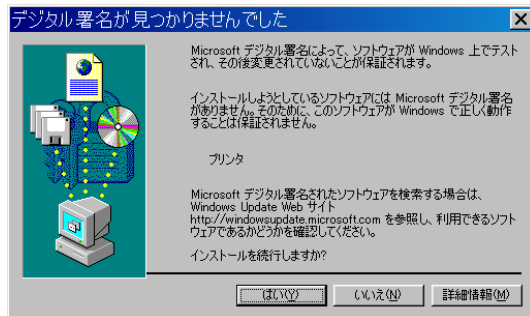 デジタル署名が見つかりませんでした
Microsoft デジタル署名によって、ソフトウェアが Windows 上でテスト
され、その後変更されていないことが保証されます。
インストールしようとしているソフトウェアには Microsoft デジタル署名
がありません。そのために、このソフトウェアが Windows で正しく動作
することは保証されません。
プリンタ
Microsoft デジタル署名されたソフトウェアを検索する場合は、
Windows Update Web サイト
http://windowsupdate.microsoft.com を参照し、利用できるソフト
ウェアであるかどうかを確認してください。
インストールを続行しますか?
はい(Y) いいえ(N) 詳細情報(M)